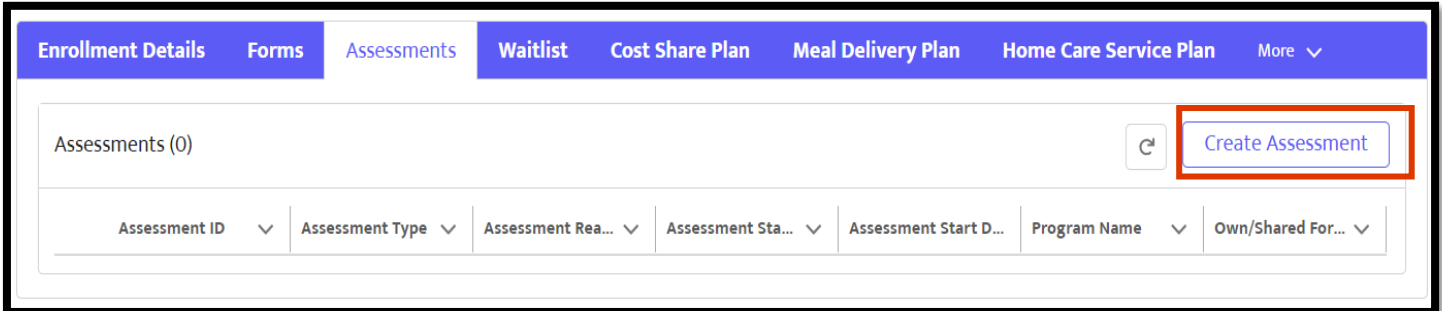 Enrollment Details Forms Assessments Waitlist Cost Share Plan Meal Delivery Plan Home Care Service Plan More
Assessments (0) Create Assessment
Assessment ID Assessment Type Assessment Rea... Assessment Sta... Assessment Start D... Program Name Own/Shared For...